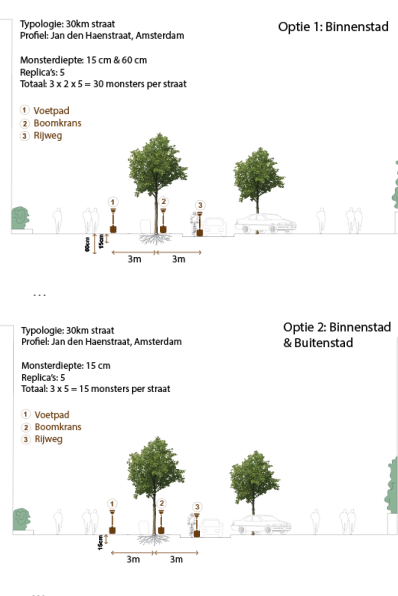 Typologie: 30km straat
Profiel: Jan den Haenstraat, Amsterdam
Optie 1: Binnenstad
Monsterdiepte: 15 cm & 60 cm
Replica's: 5
Totaal: 3 x 2 x 5 = 30 monsters per straat
1 Voetpad
2 Boomkrans
3 Rijweg
1 2 3
60cm 15cm
3m 3m
...
Typologie: 30km straat
Profiel: Jan den Haenstraat, Amsterdam
Optie 2: Binnenstad
& Buitenstad
Monsterdiepte: 15 cm
Replica's: 5
Totaal: 3 x 5 = 15 monsters per straat
1 Voetpad
2 Boomkrans
3 Rijweg
1 2 3
15cm
3m 3m
...